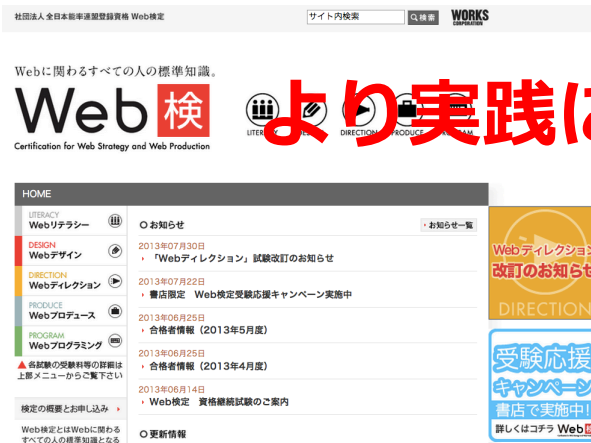 社団法人 全日本能率連盟登録資格 Web検定
サイト内検索
検索
WORKS
CORPORATION
Webに関わるすべての人の標準知識。
Web検
Certification for Web Strategy and Web Production
より実践に
LITERACY
DIRECTION
PRODUCE
PROGRAM
HOME
LITERACY
Webリテラシー
DESIGN
Webデザイン
DIRECTION
Webディレクション
PRODUCE
Webプロデュース
PROGRAM
Webプログラミング
▲各試験の受験料等の詳細は
上部メニューからご覧下さい
検定の概要とお申し込み
Web検定とはWebに関わる
すべての人の標準知識となる
お知らせ
お知らせ一覧
2013年07月30日
「Webディレクション」試験改訂のお知らせ
2013年07月22日
書店限定 Web検定受験応援キャンペーン実施中
2013年06月25日
合格者情報（2013年5月度）
2013年06月25日
合格者情報（2013年4月度）
2013年06月14日
Web検定 資格継続試験のご案内
更新情報
Webディレクション
改訂のお知らせ
DIRECTION
受験応援
キャンペーン
書店で実施中!
詳しくはコチラ Web検